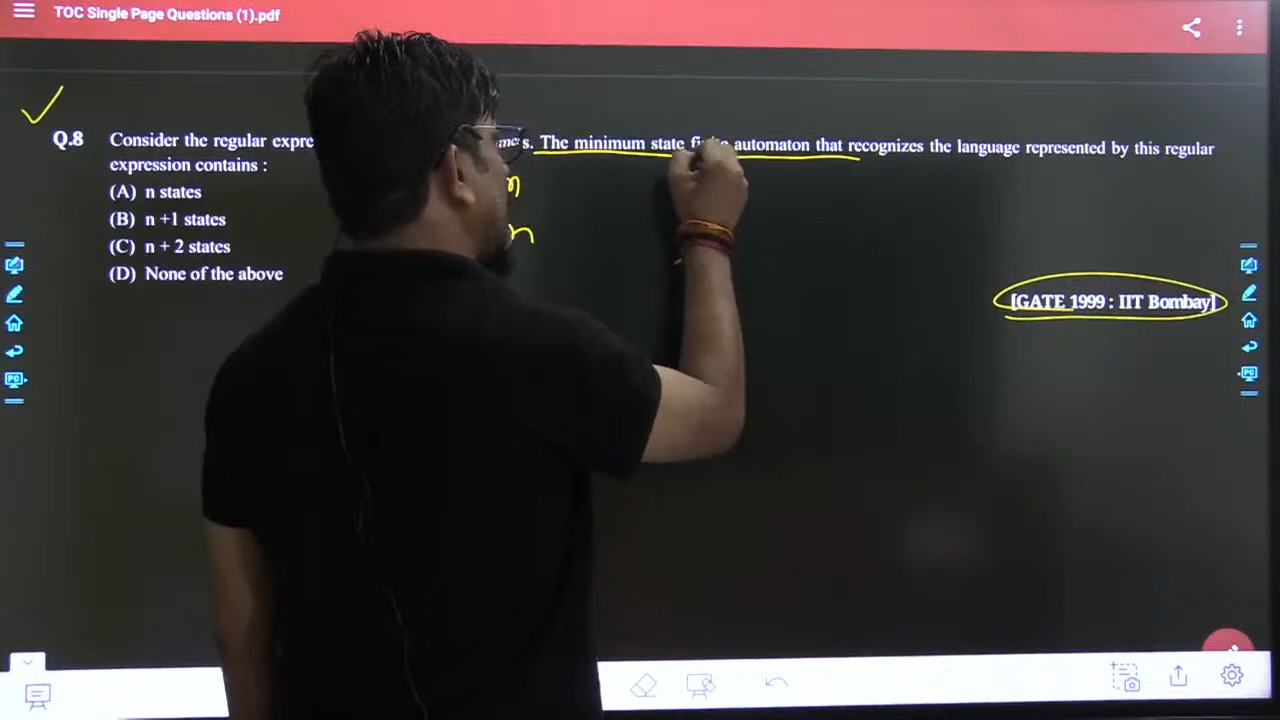 TOC Single Page Questions (1).pdf
Q.8 Consider the regular expre s. The minimum state automaton that recognizes the language represented by this regular
expression contains :
n
(A) n states
(B) n +1 states
n
(C) n + 2 states
(D) None of the above
[GATE 1999 : IIT Bombay]